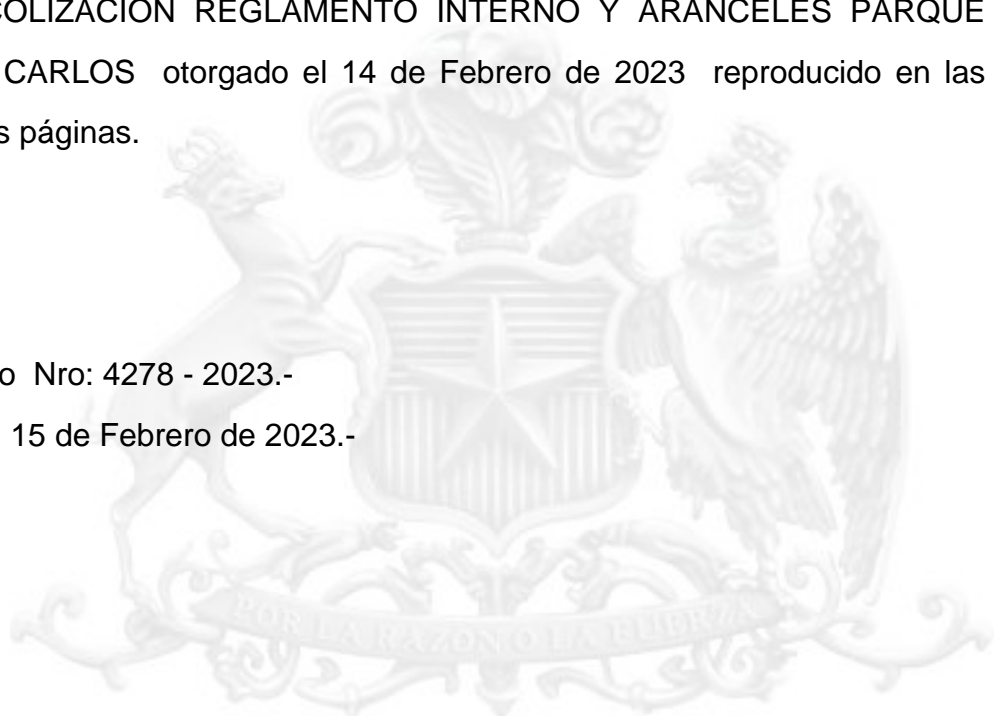 COLIZACION REGLAMENTO INTERNO Y ARANCELES PARQUE
CARLOS otorgado el 14 de Febrero de 2023 reproducido en las
s páginas.
o Nro: 4278 - 2023.-
15 de Febrero de 2023.-
POR LA RAZON O LA FUERZA